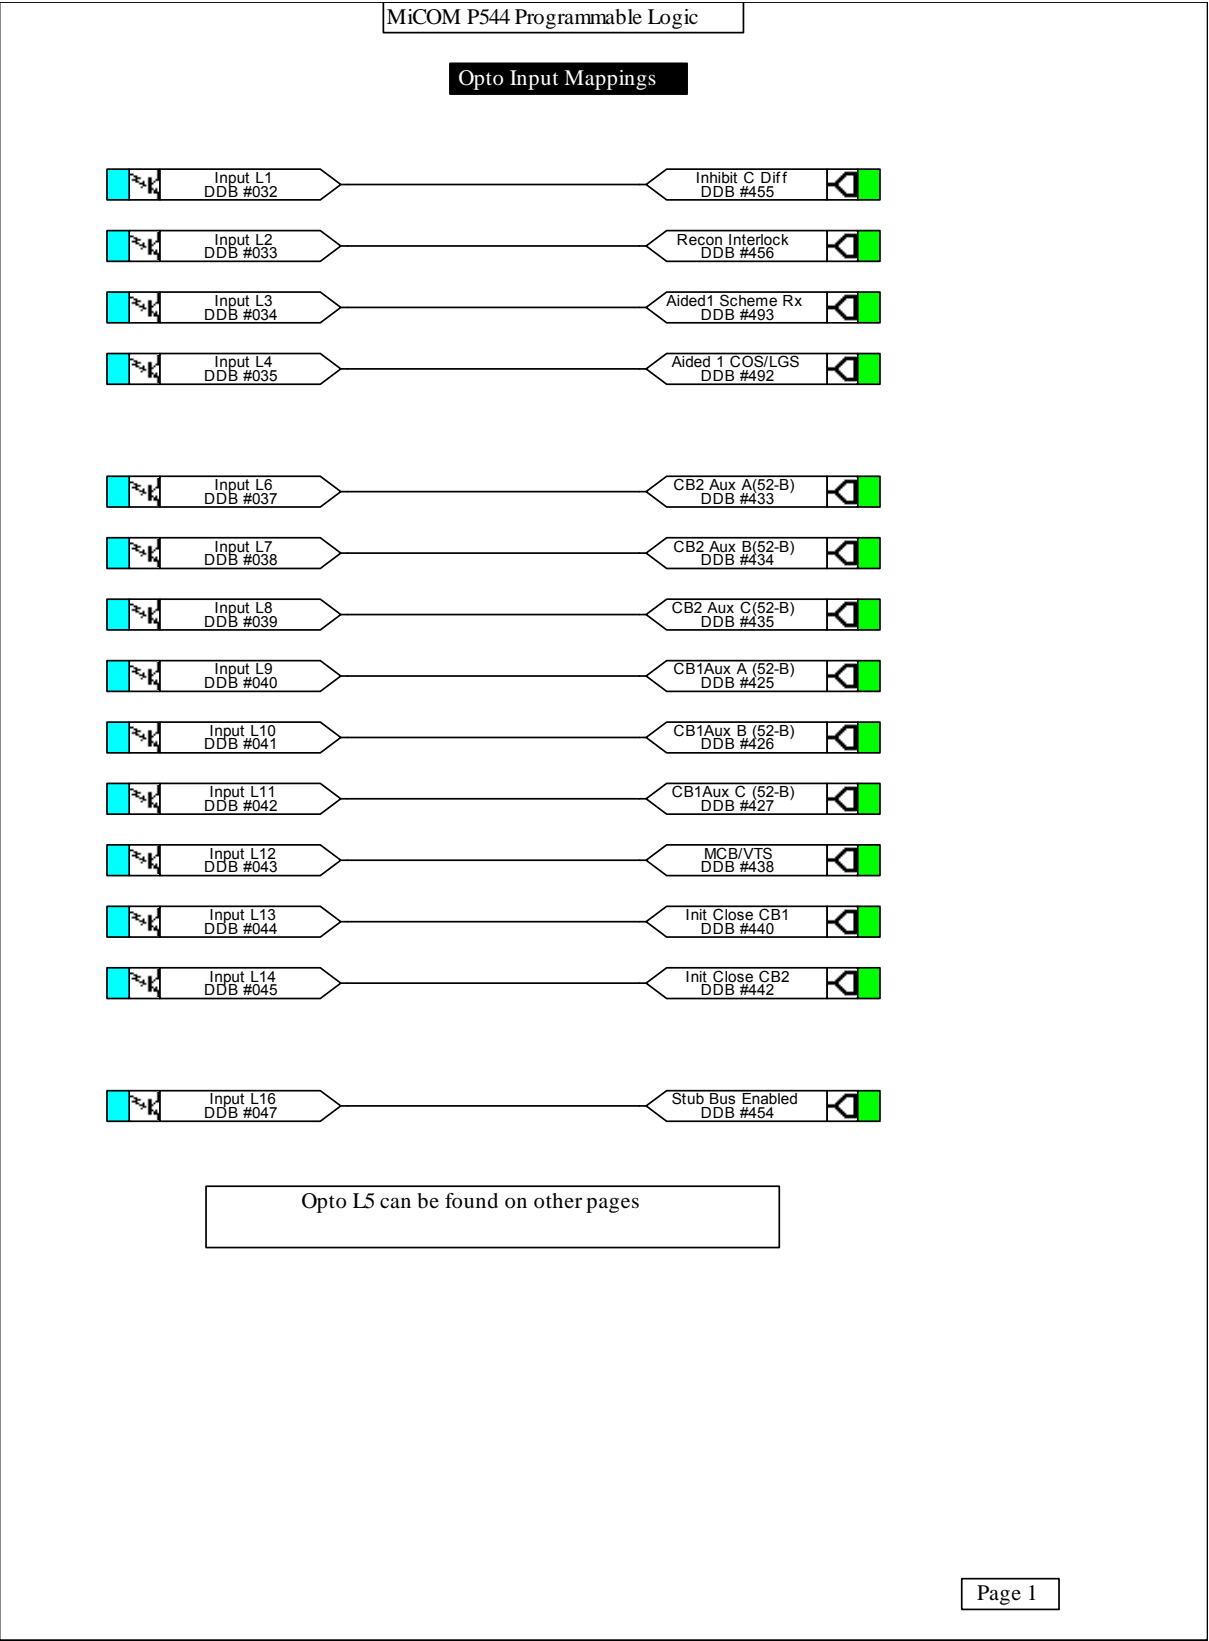 MiCOM P544 Programmable Logic
Opto Input Mappings
Input L1
DDB #032
Inhibit C Diff
DDB #455
Input L2
DDB #033
Recon Interlock
DDB #456
Input L3
DDB #034
Aided1 Scheme Rx
DDB #493
Input L4
DDB #035
Aided 1 COS/LGS
DDB #492
Input L6
DDB #037
CB2 Aux A(52-B)
DDB #433
Input L7
DDB #038
CB2 Aux B(52-B)
DDB #434
Input L8
DDB #039
CB2 Aux C(52-B)
DDB #435
Input L9
DDB #040
CB1Aux A (52-B)
DDB #425
Input L10
DDB #041
CB1Aux B (52-B)
DDB #426
Input L11
DDB #042
CB1Aux C (52-B)
DDB #427
Input L12
DDB #043
MCB/VTS
DDB #438
Input L13
DDB #044
Init Close CB1
DDB #440
Input L14
DDB #045
Init Close CB2
DDB #442
Input L16
DDB #047
Stub Bus Enabled
DDB #454
Opto L5 can be found on other pages
Page 1